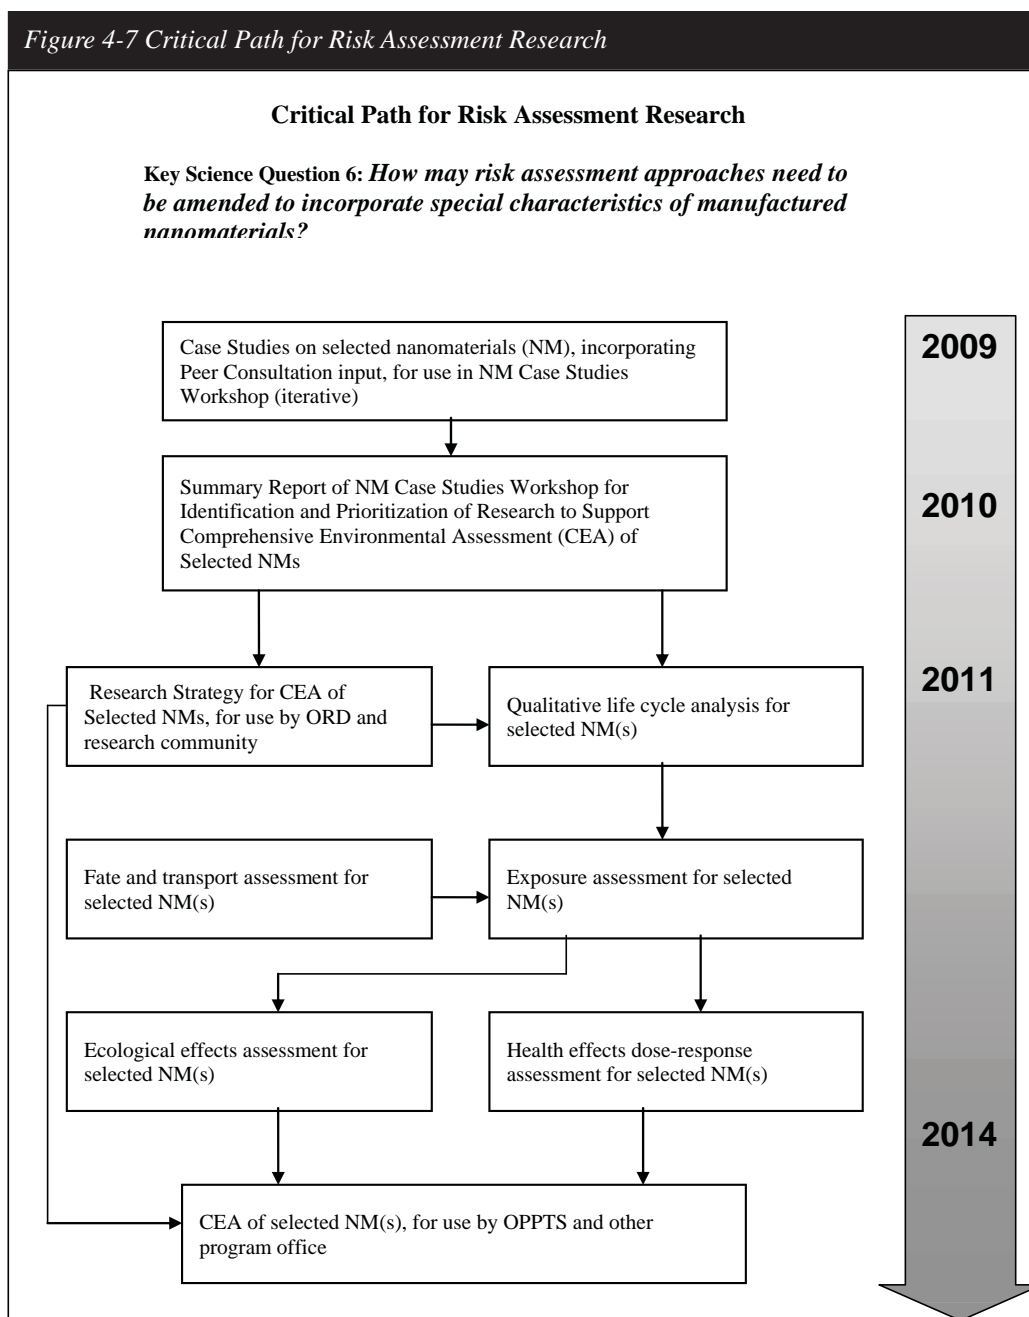 Figure 4-7 Critical Path for Risk Assessment Research
Critical Path for Risk Assessment Research
Key Science Question 6: How may risk assessment approaches need to
be amended to incorporate special characteristics of manufactured
nanomaterials?
Case Studies on selected nanomaterials (NM), incorporating
Peer Consultation input, for use in NM Case Studies
Workshop (iterative)
2009
Summary Report of NM Case Studies Workshop for
Identification and Prioritization of Research to Support
Comprehensive Environmental Assessment (CEA) of
Selected NMs
2010
Research Strategy for CEA of
Selected NMs, for use by ORD and
research community
Qualitative life cycle analysis for
selected NM(s)
2011
Fate and transport assessment for
selected NM(s)
Exposure assessment for selected
NM(s)
Ecological effects assessment for
selected NM(s)
Health effects dose-response
assessment for selected NM(s)
2014
CEA of selected NM(s), for use by OPPTS and other
program office